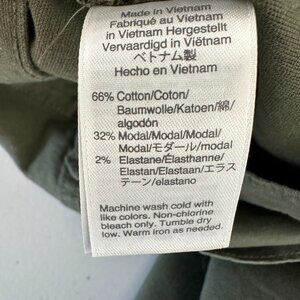 Made in Vietnam
Fabriqué au Vietnam
in Vietnam Hergestellt
Vervaardigd in Viëtnam
ベトナム製
Hecho en Vietnam
66% Cotton/Coton/
Baumwolle/Katoen/綿/
algodón
32% Modal/Modal/Modal/
Modal/モダール/modal
2% Elastane/Élasthanne/
Elastan/Elastaan/エラス
テーン/elastano
Machine wash cold with
like colors. Non-chlorine
bleach only. Tumble dry
low. Warm iron as needed.